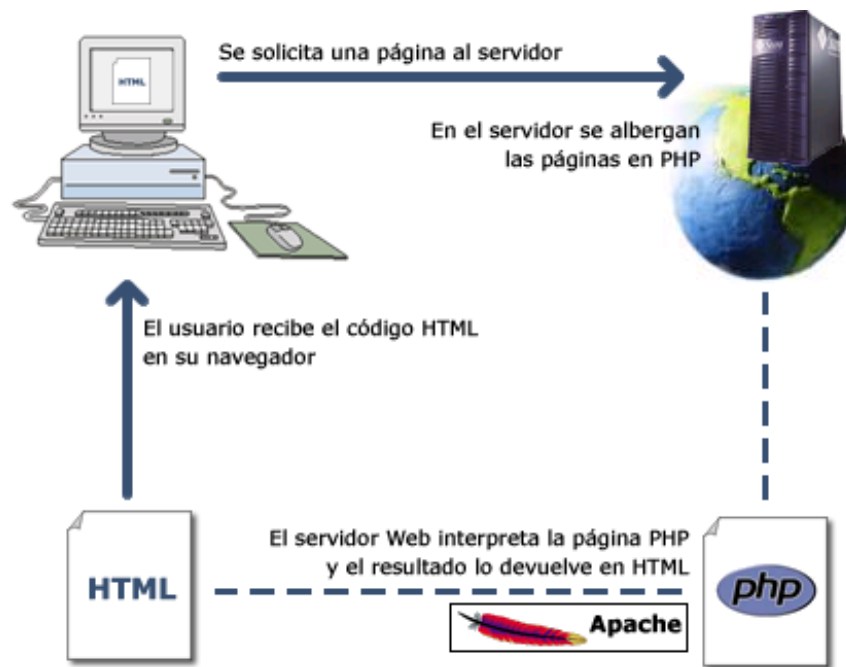 Se solicita una página al servidor
HTML
Sun
En el servidor se albergan
las páginas en PHP
El usuario recibe el código HTML
en su navegador
El servidor Web interpreta la página PHP
y el resultado lo devuelve en HTML
HTML
php
Apache